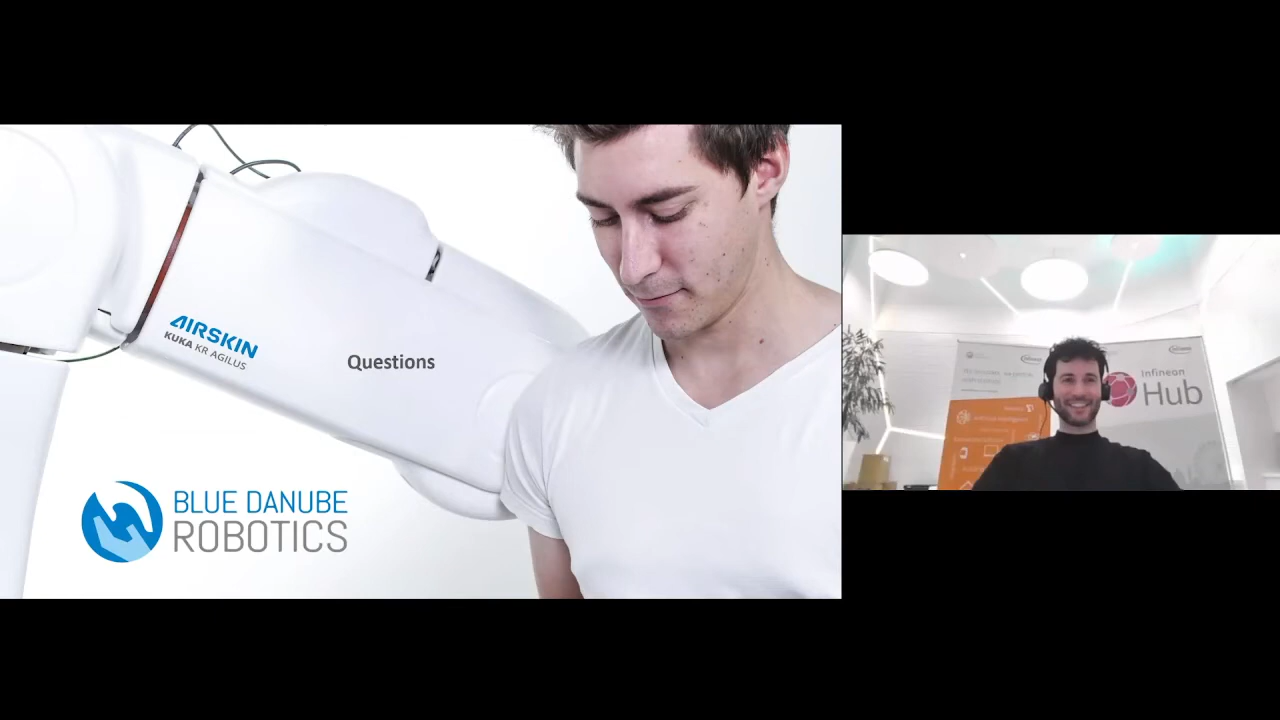 AIRSKIN
KUKA KR AGILUS
Questions
BLUE DANUBE
ROBOTICS
infineon
Hub